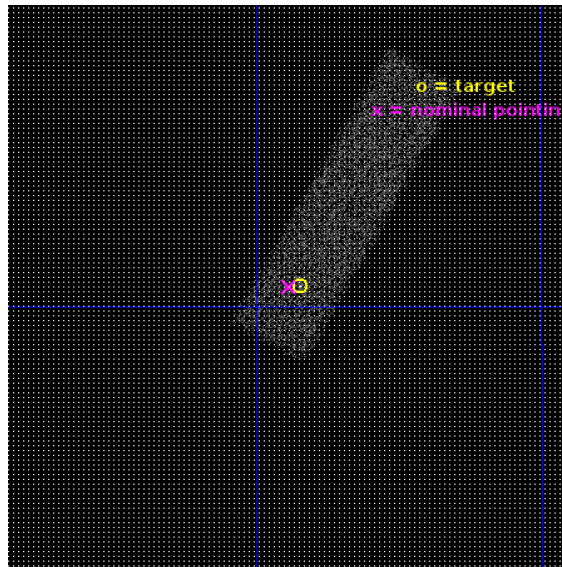 o = target
x = nominal pointin